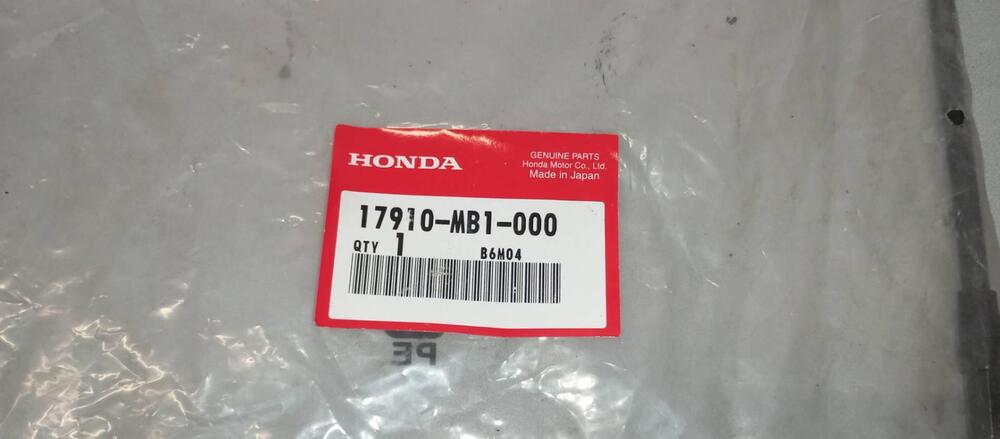 HONDA
GENUINE PARTS
Honda Motor Co., Ltd.
Made in Japan
17910-MB1-000
QTY 1 B6M04
PE